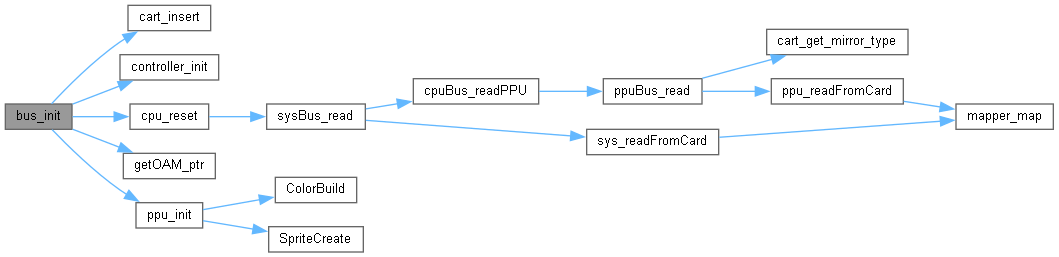 bus_init
cart_insert
controller_init
cpu_reset
getOAM_ptr
ppu_init
sysBus_read
ColorBuild
SpriteCreate
cpuBus_readPPU
sys_readFromCard
ppuBus_read
cart_get_mirror_type
ppu_readFromCard
mapper_map